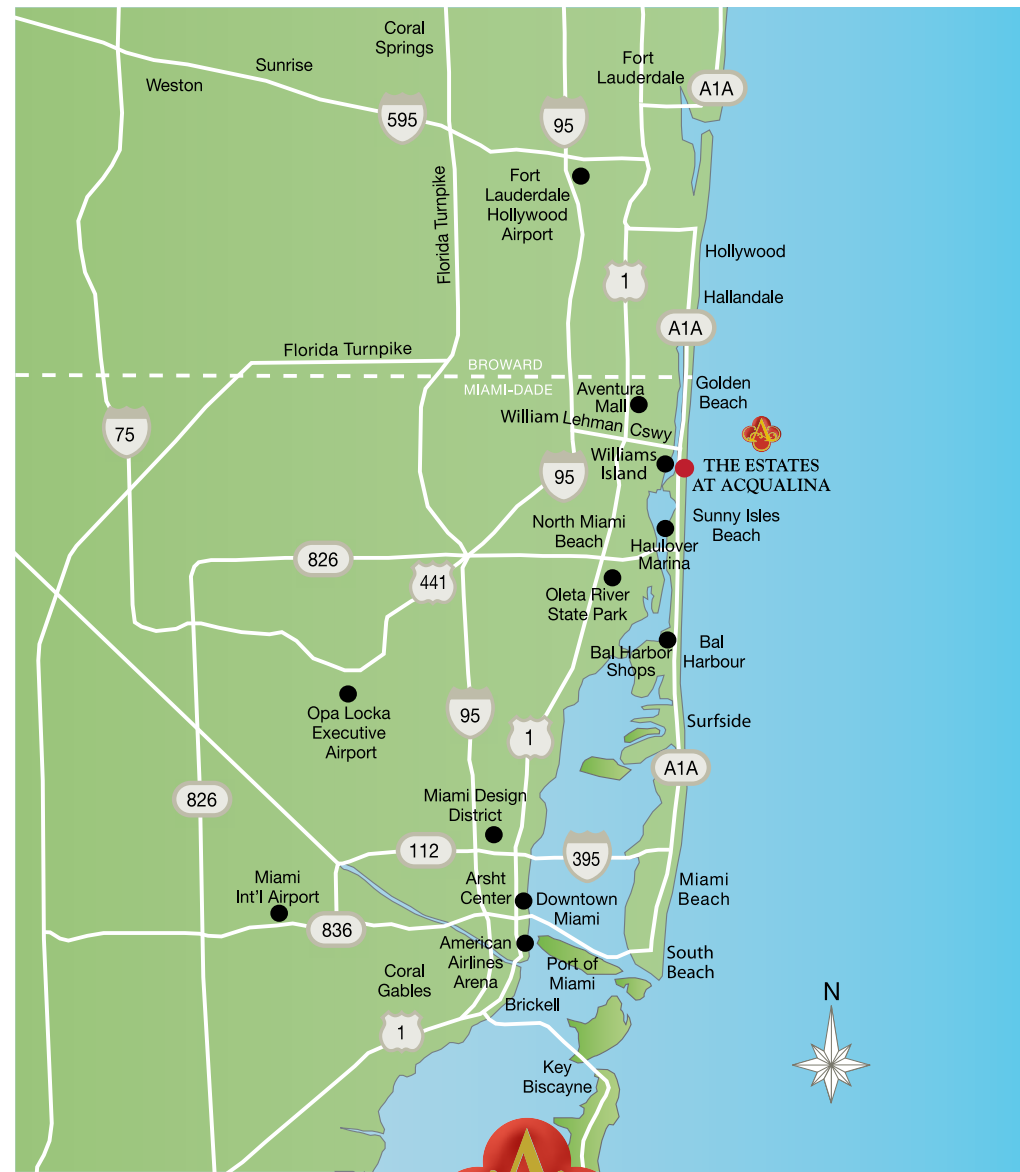 Coral
Springs
Sunrise
Weston
Fort
Lauderdale
A1A
595
95
Fort
Lauderdale
Hollywood
Airport
Florida Turnpike
Hollywood
1
Hallandale
A1A
Florida Turnpike
BROWARD
MIAMI-DADE
Golden
Beach
Aventura
Mall
William Lehman Cswy
75
A
Williams
Island
THE ESTATES
AT ACQUALINA
95
North Miami
Beach
Sunny Isles
Beach
Haulover
Marina
826
441
Oleta River
State Park
Bal Harbor
Shops
Bal
Harbour
Opa Locka
Executive
Airport
95
1
Surfside
A1A
826
Miami Design
District
112
395
Miami
Int'l Airport
Arsht
Center
Downtown
Miami
Miami
Beach
836
American
Airlines
Arena
Port of
Miami
South
Beach
Coral
Gables
Brickell
1
N
Key
Biscayne
A